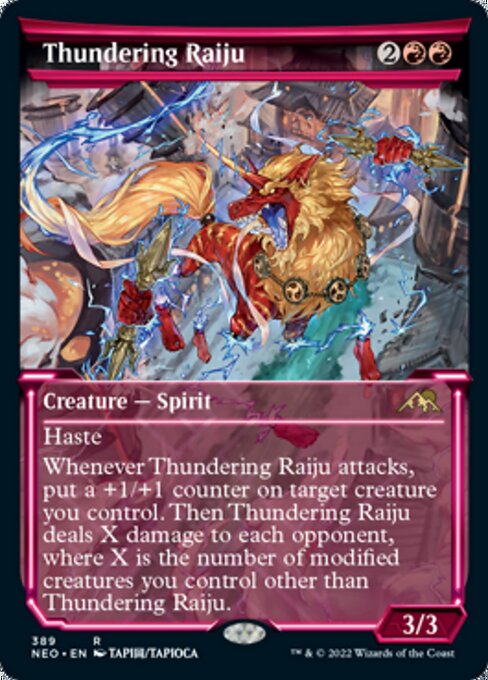 Thundering Raiju 2
Creature — Spirit
Haste
Whenever Thundering Raiju attacks,
put a +1/+1 counter on target creature
you control. Then Thundering Raiju
deals X damage to each opponent,
where X is the number of modified
creatures you control other than
Thundering Raiju.
3/3
389 R
NEO • EN TAPIII/TAPIOCA
™ & © 2022 Wizards of the Coast